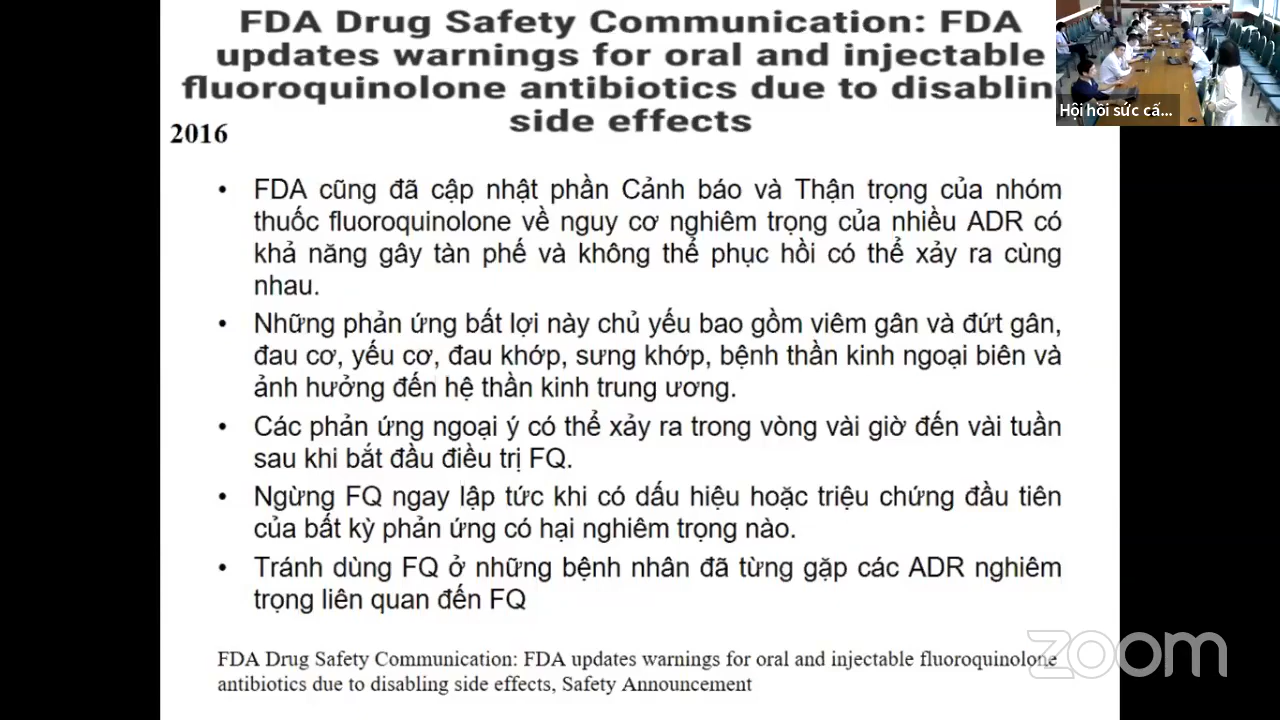 FDA Drug Safety Communication: FDA
updates warnings for oral and injectable
fluoroquinolone antibiotics due to disablin
side effects
2016
Hội hồi sức cấ...
• FDA cũng đã cập nhật phần Cảnh báo và Thận trọng của nhóm
thuốc fluoroquinolone về nguy cơ nghiêm trọng của nhiều ADR có
khả năng gây tàn phế và không thể phục hồi có thể xảy ra cùng
nhau.
• Những phản ứng bất lợi này chủ yếu bao gồm viêm gân và đứt gân,
đau cơ, yếu cơ, đau khớp, sưng khớp, bệnh thần kinh ngoại biên và
ảnh hưởng đến hệ thần kinh trung ương.
• Các phản ứng ngoại ý có thể xảy ra trong vòng vài giờ đến vài tuần
sau khi bắt đầu điều trị FQ.
• Ngừng FQ ngay lập tức khi có dấu hiệu hoặc triệu chứng đầu tiên
của bất kỳ phản ứng có hại nghiêm trọng nào.
• Tránh dùng FQ ở những bệnh nhân đã từng gặp các ADR nghiêm
trọng liên quan đến FQ
FDA Drug Safety Communication: FDA updates warnings for oral and injectable fluoroquinolone
antibiotics due to disabling side effects, Safety Announcement
zoom